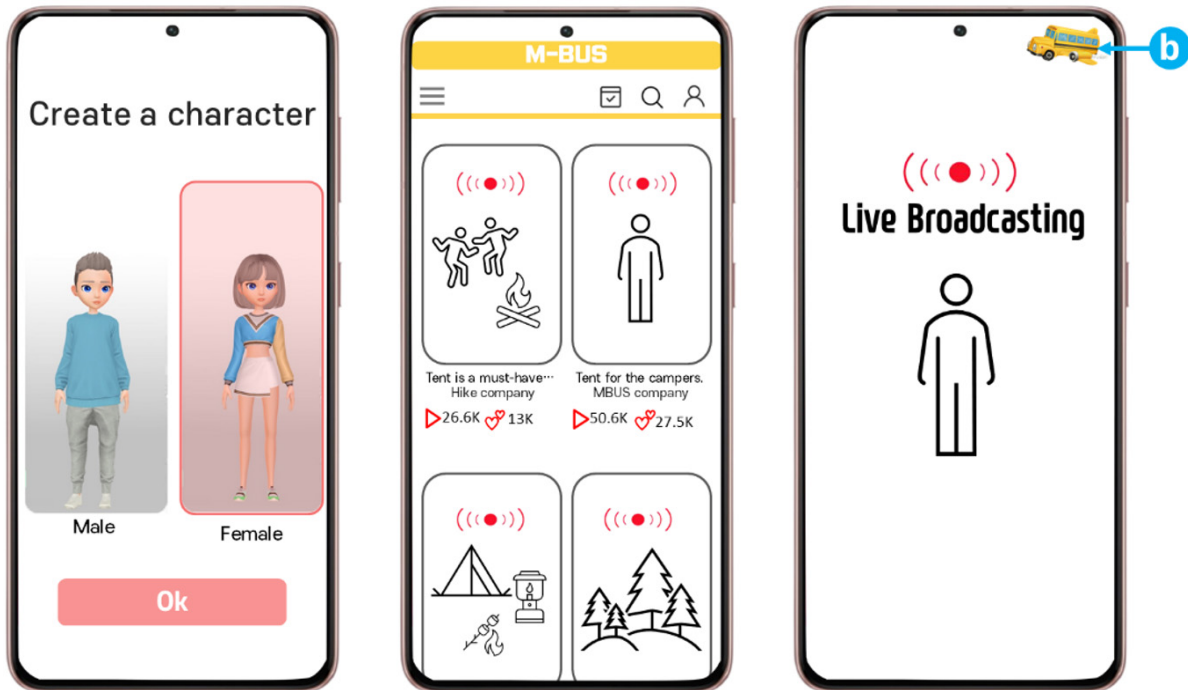 Create a character
Male
Female
Ok
M-BUS
Tent is a must-have···
Hike company
26.6K 13K
Tent for the campers.
MBUS company
50.6K 27.5K
b
Live Broadcasting